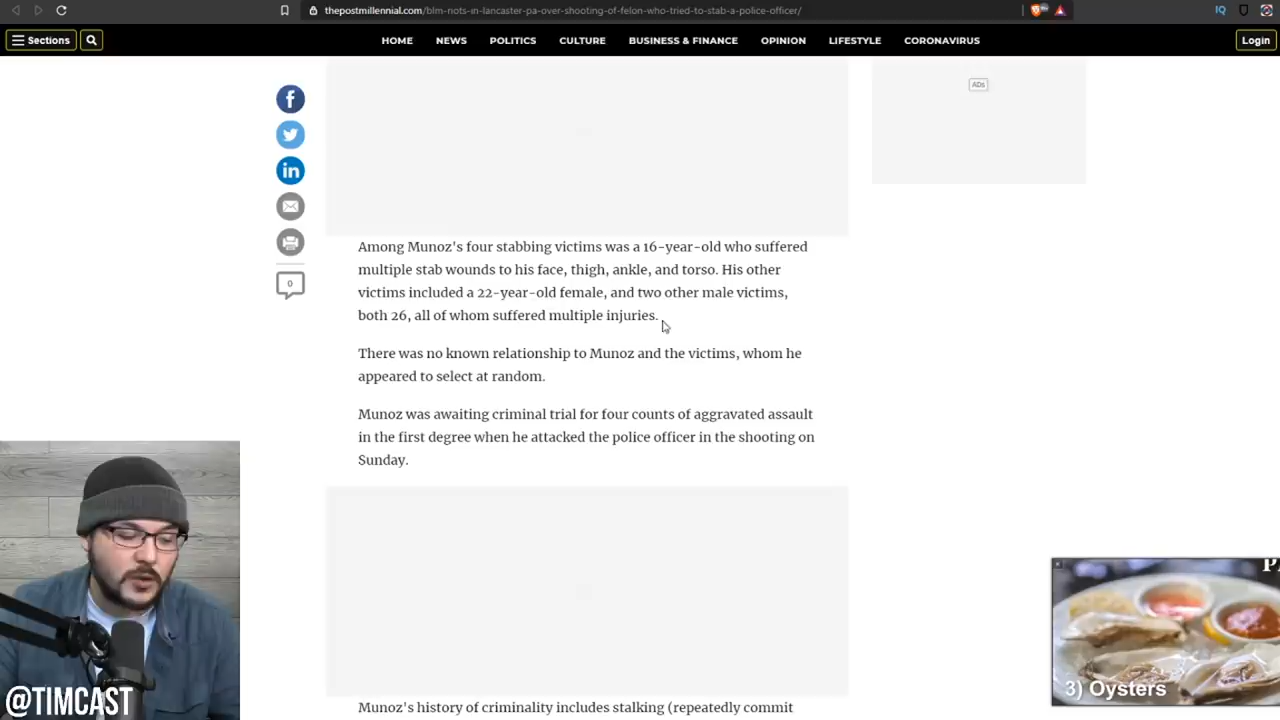 thepostmillennial.com/blm-riots-in-lancaster-pa-over-shooting-of-felon-who-tried-to-stab-a-police-officer/
IQ
Sections
HOME NEWS POLITICS CULTURE BUSINESS & FINANCE OPINION LIFESTYLE CORONAVIRUS
Login
ADs
f
in
0
Among Munoz's four stabbing victims was a 16-year-old who suffered
multiple stab wounds to his face, thigh, ankle, and torso. His other
victims included a 22-year-old female, and two other male victims,
both 26, all of whom suffered multiple injuries.
There was no known relationship to Munoz and the victims, whom he
appeared to select at random.
Munoz was awaiting criminal trial for four counts of aggravated assault
in the first degree when he attacked the police officer in the shooting on
Sunday.
Munoz's history of criminality includes stalking (repeatedly commit
3) Oysters
@TIMCAST